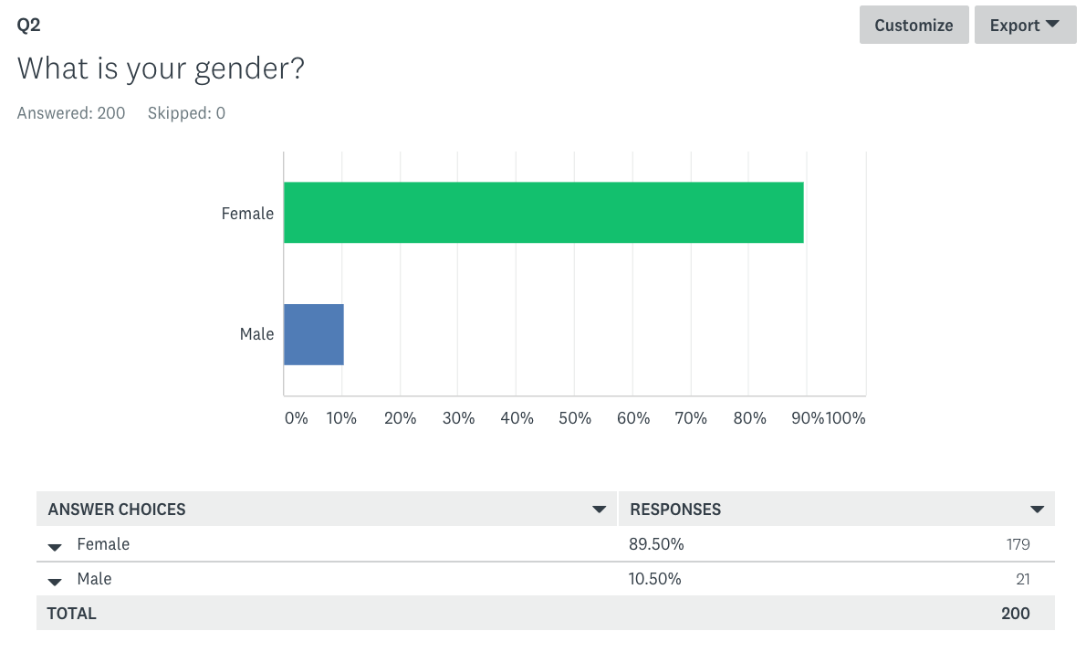 Q2
Customize
Export
What is your gender?
Answered: 200 Skipped: 0
Female
Male
0% 10% 20% 30% 40% 50% 60% 70% 80% 90% 100%
ANSWER CHOICES RESPONSES
Female 89.50% 179
Male 10.50% 21
TOTAL 200